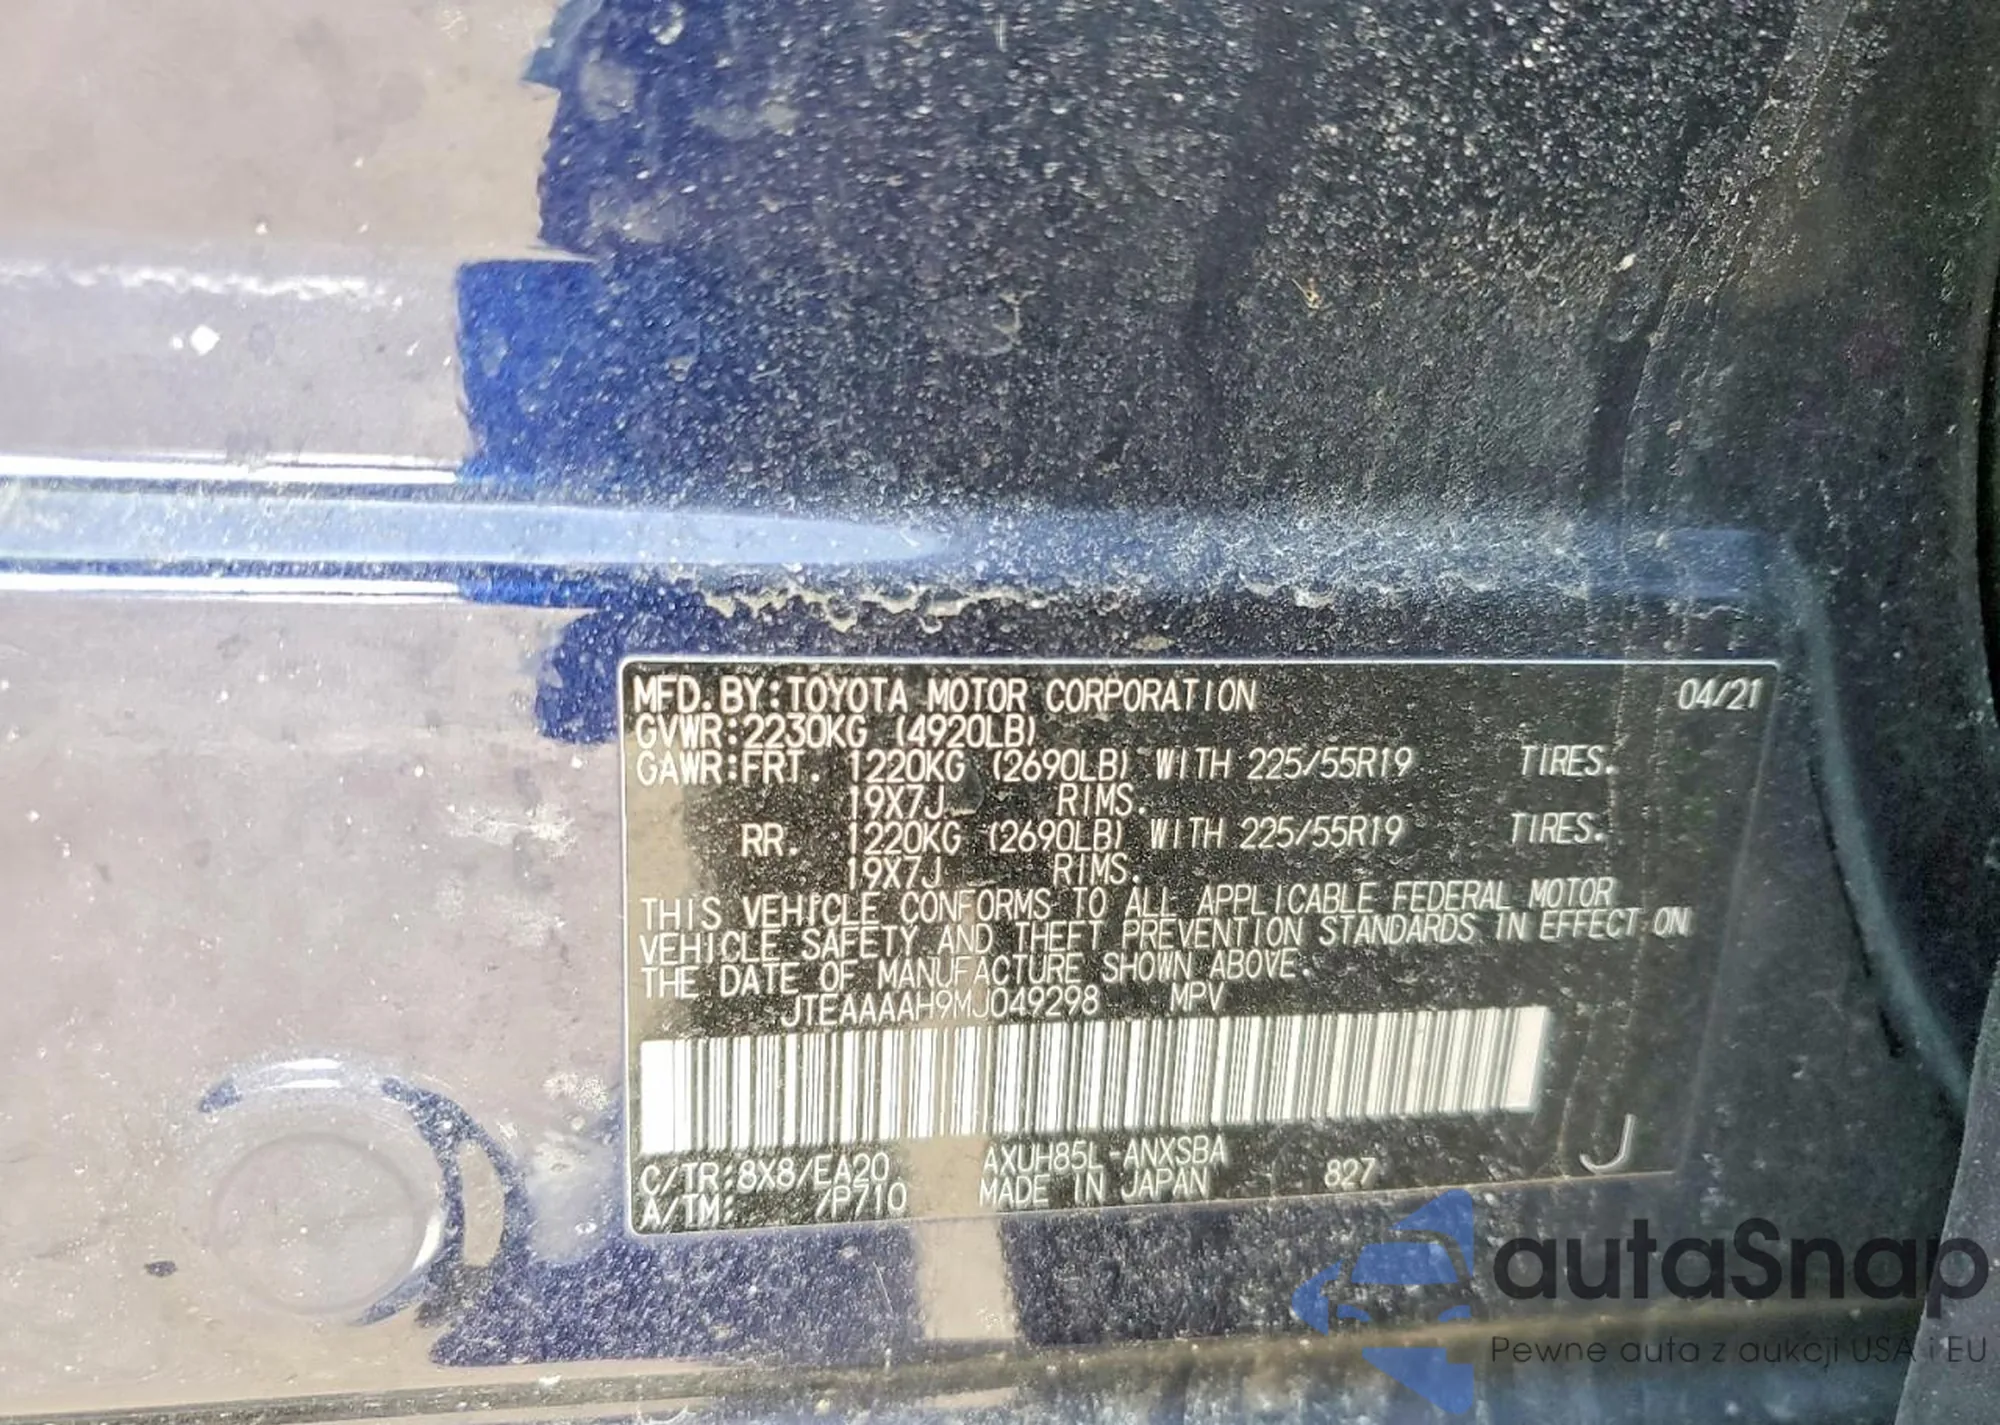 MFD.BY:TOYOTA MOTOR CORPORATION 04/21
GVWR:2230KG (4920LB)
GAWR:FRT. 1220KG (2690LB) WITH 225/55R19 TIRES.
19X7J RIMS.
RR. 1220KG (2690LB) WITH 225/55R19 TIRES.
19X7J RIMS.
THIS VEHICLE CONFORMS TO ALL APPLICABLE FEDERAL MOTOR
VEHICLE SAFETY AND THEFT PREVENTION STANDARDS IN EFFECT ON
THE DATE OF MANUFACTURE SHOWN ABOVE.
JTEAAAAH9MJ049298 MPV
C/TR:8X8/EA20 AXUH85L-ANXSBA 827 J
A/TM: /P710 MADE IN JAPAN
autaSnap
Pewne auta z aukcji USA i EU